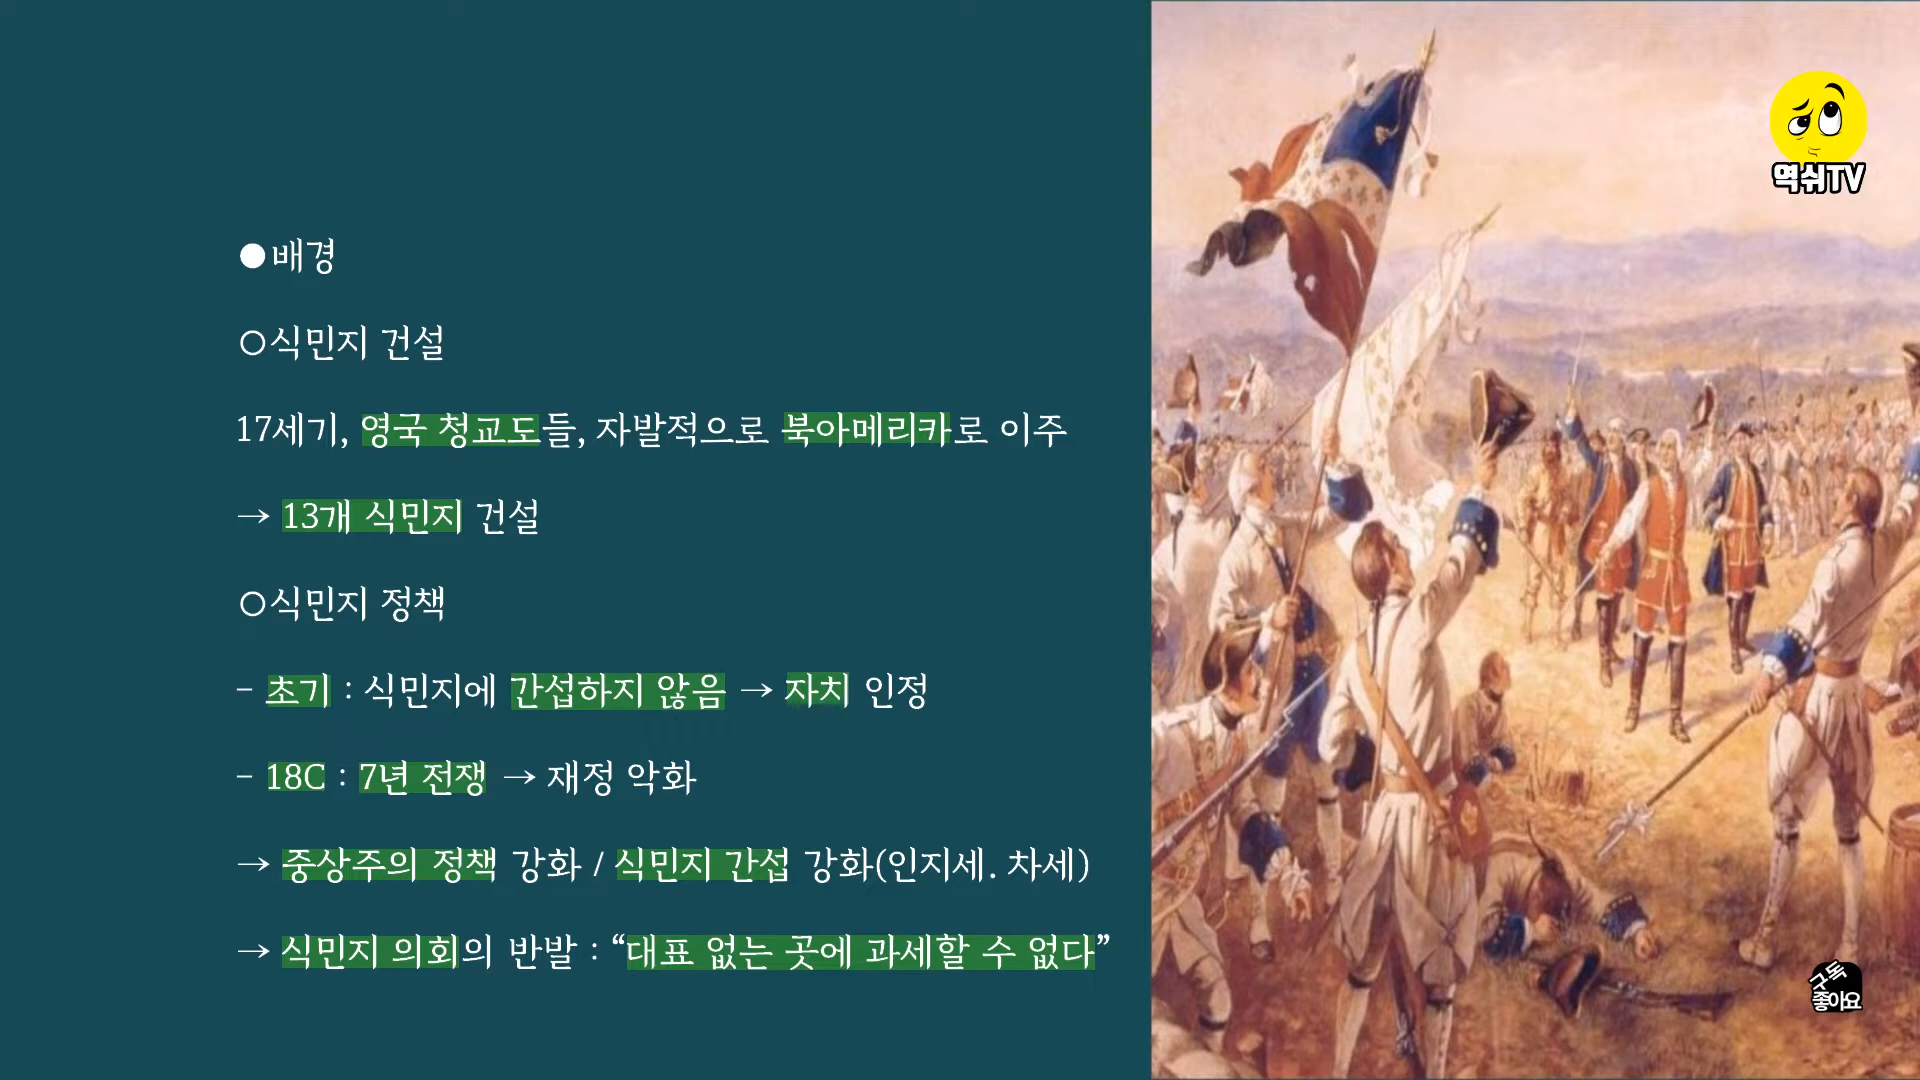 ●배경
○식민지 건설
17세기, 영국 청교도들, 자발적으로 북아메리카로 이주
→ 13개 식민지 건설
○식민지 정책
- 초기 : 식민지에 간섭하지 않음 → 자치 인정
- 18C : 7년 전쟁 → 재정 악화
→ 중상주의 정책 강화 / 식민지 간섭 강화(인지세. 차세)
→ 식민지 의회의 반발 : “대표 없는 곳에 과세할 수 없다”
역쉬TV
구독
좋아요